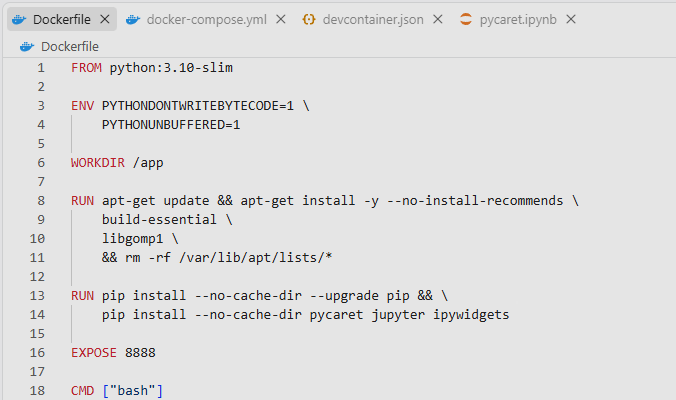 Dockerfile docker-compose.yml devcontainer.json pycaret.ipynb
Dockerfile
1 FROM python:3.10-slim
2
3 ENV PYTHONDONTWRITEBYTECODE=1 \
4     PYTHONUNBUFFERED=1
5
6 WORKDIR /app
7
8 RUN apt-get update && apt-get install -y --no-install-recommends \
9     build-essential \
10     libgomp1 \
11     && rm -rf /var/lib/apt/lists/*
12
13 RUN pip install --no-cache-dir --upgrade pip && \
14     pip install --no-cache-dir pycaret jupyter ipywidgets
15
16 EXPOSE 8888
17
18 CMD ["bash"]